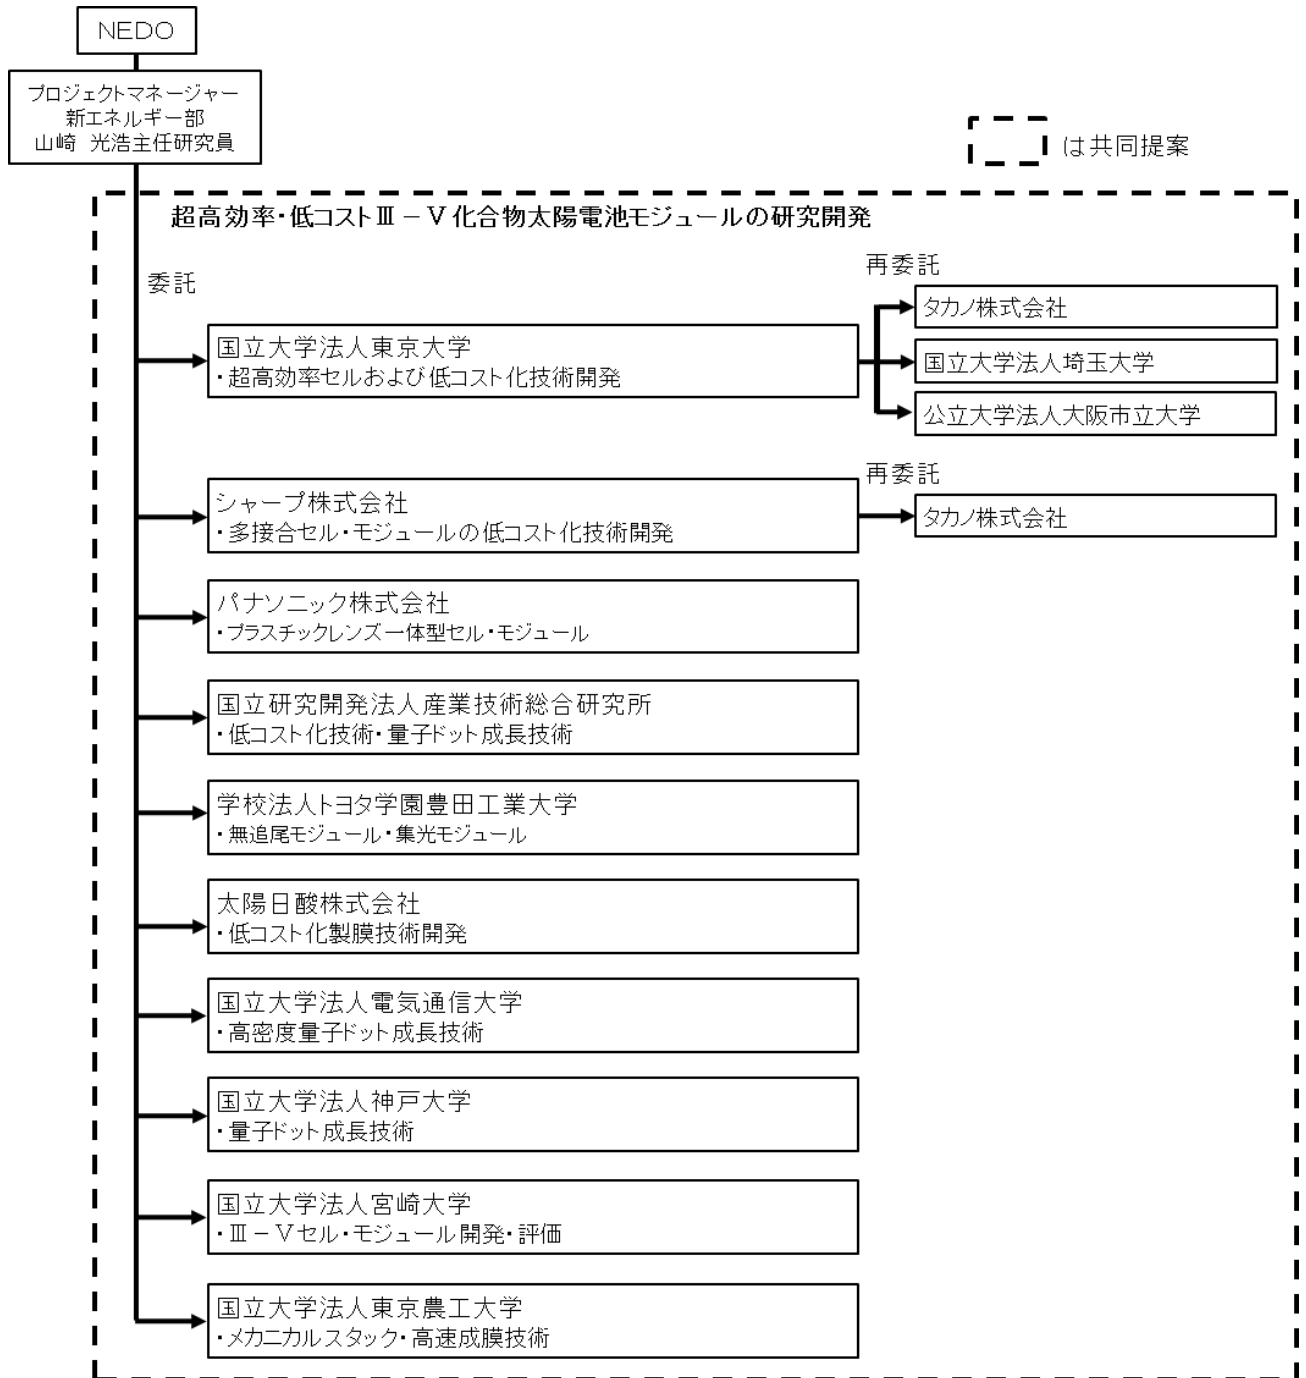 NEDO
プロジェクトマネージャー
新エネルギー部
山崎 光浩主任研究員
は共同提案
超高効率・低コストⅢ－Ⅴ化合物太陽電池モジュールの研究開発
委託
国立大学法人東京大学
・超高効率セルおよび低コスト化技術開発
再委託
タカノ株式会社
国立大学法人埼玉大学
公立大学法人大阪市立大学
シャープ株式会社
・多接合セル・モジュールの低コスト化技術開発
再委託
タカノ株式会社
パナソニック株式会社
・プラスチックレンズ一体型セル・モジュール
国立研究開発法人産業技術総合研究所
・低コスト化技術・量子ドット成長技術
学校法人トヨタ学園豊田工業大学
・無追尾モジュール・集光モジュール
太陽日酸株式会社
・低コスト化製膜技術開発
国立大学法人電気通信大学
・高密度量子ドット成長技術
国立大学法人神戸大学
・量子ドット成長技術
国立大学法人宮崎大学
・Ⅲ－Ⅴセル・モジュール開発・評価
国立大学法人東京農工大学
・メカニカルスタック・高速成膜技術